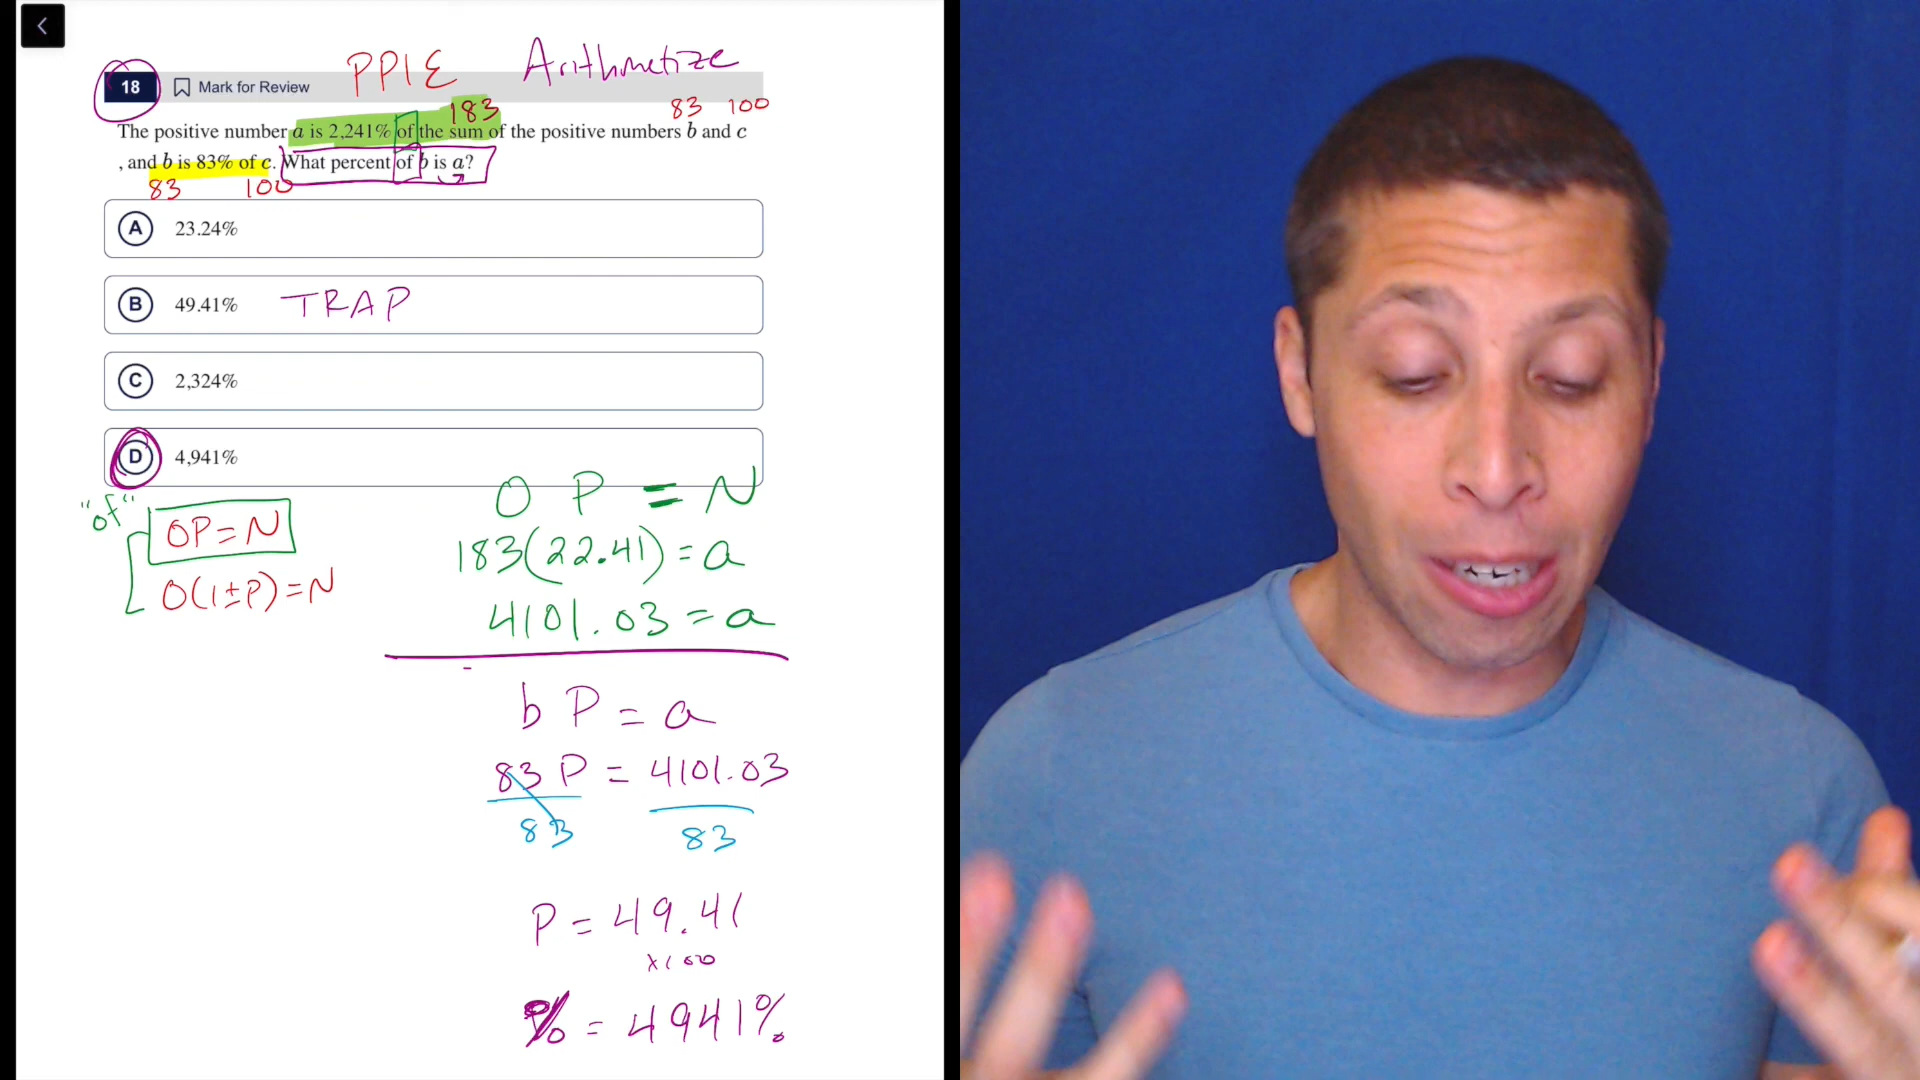 PPIE Arithmetize
18 Mark for Review
183 83 100
The positive number a is 2,241% of the sum of the positive numbers b and c
, and b is 83% of c. What percent of b is a?
83 100
A 23.24%
B 49.41% TRAP
C 2,324%
D 4,941%
"of"
OP = N
O(1±P) = N
O P = N
183(22.41) = a
4101.03 = a
b P = a
83 P = 4101.03
83 83
P = 49.41
x100
% = 4941%